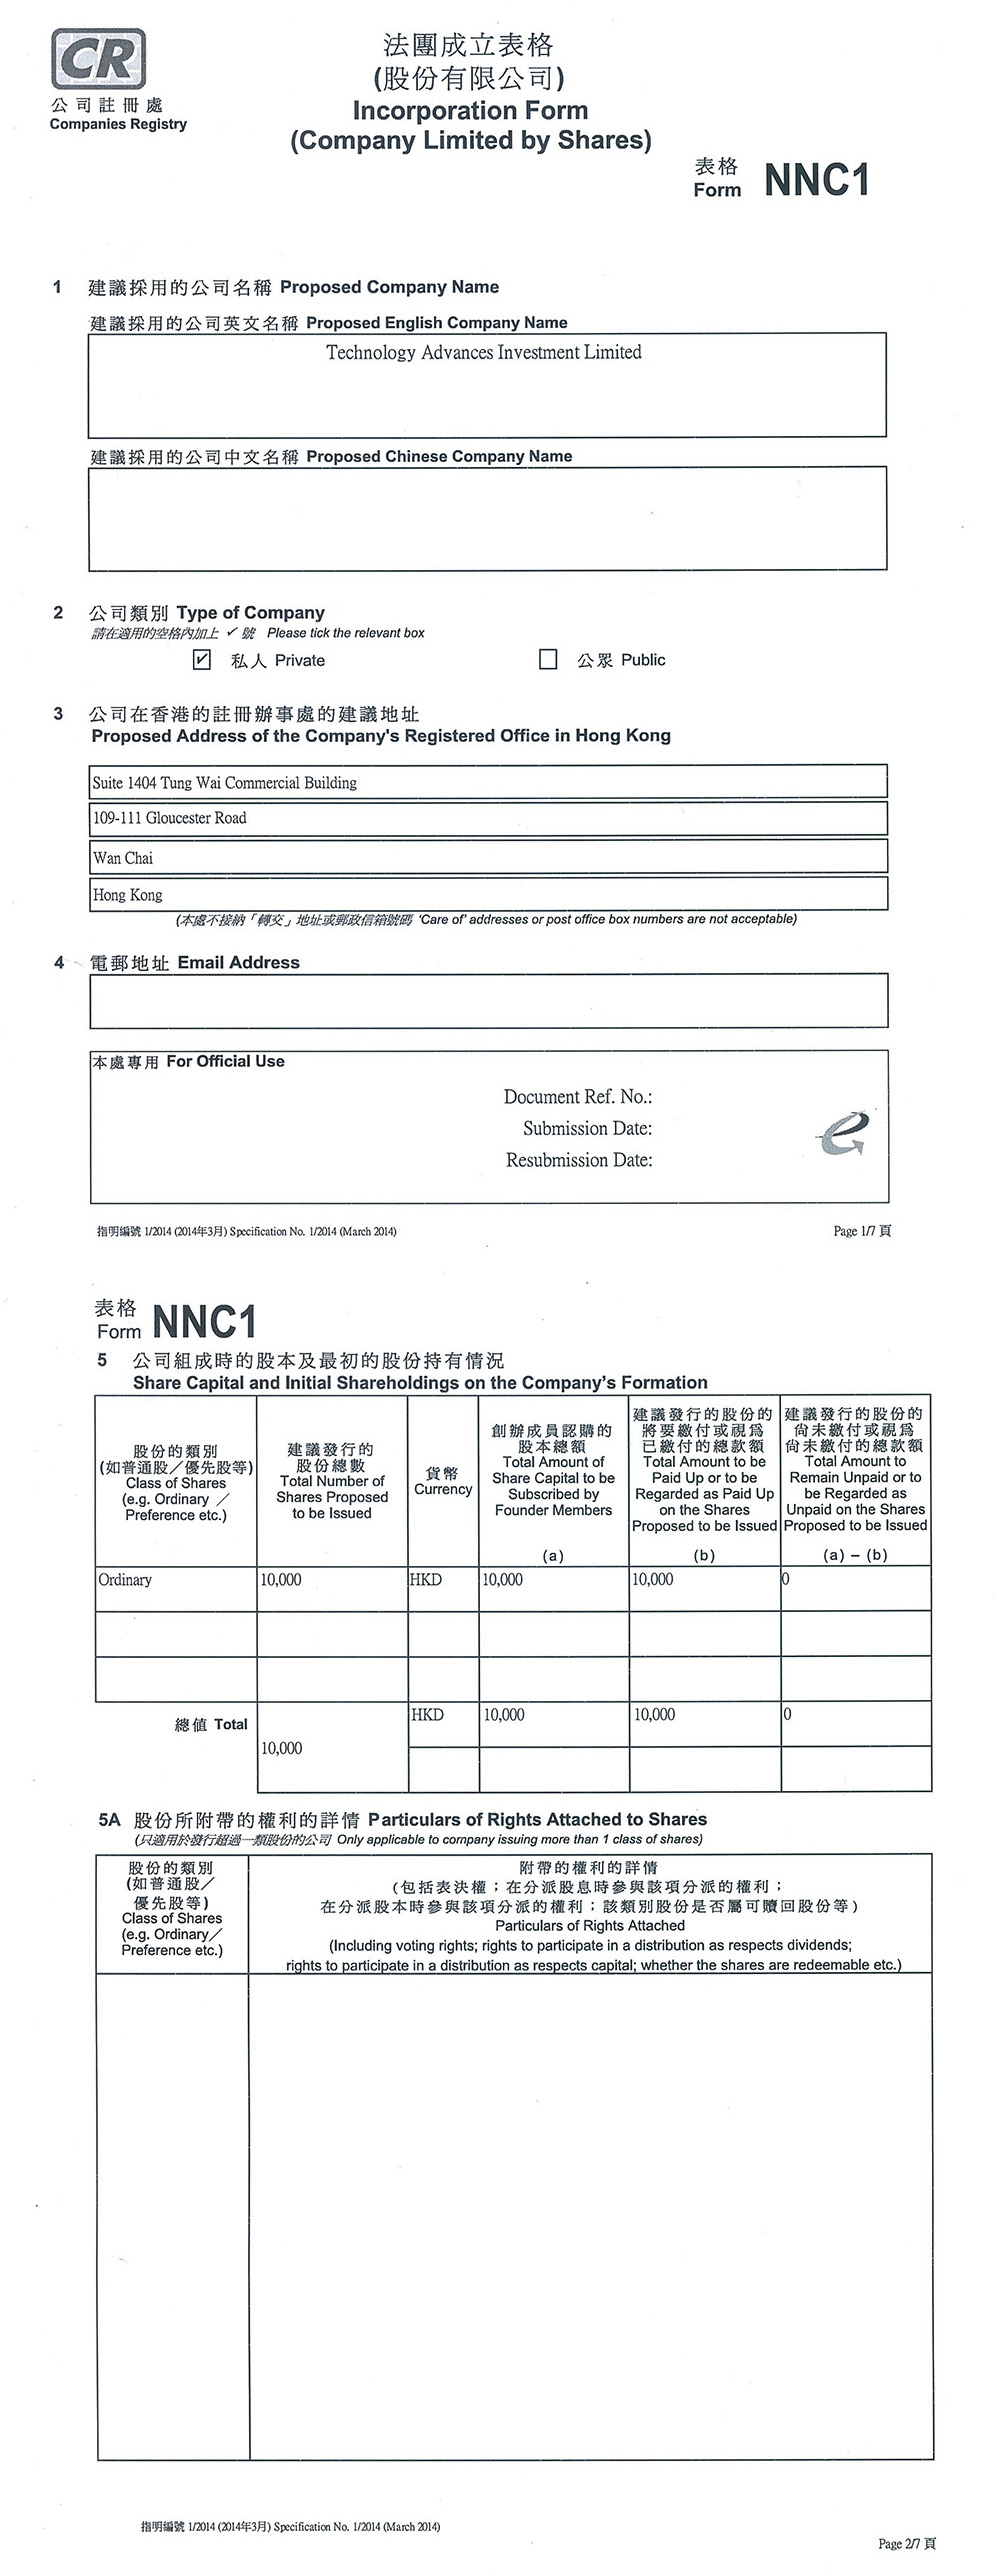 CR
公司註冊處
Companies Registry
法團成立表格
(股份有限公司)
Incorporation Form
(Company Limited by Shares)
表格
Form NNC1
1 建議採用的公司名稱 Proposed Company Name
建議採用的公司英文名稱 Proposed English Company Name
Technology Advances Investment Limited
建議採用的公司中文名稱 Proposed Chinese Company Name
2 公司類別 Type of Company
請在適用的空格內加上 ✓ 號 Please tick the relevant box
☑ 私人 Private ☐ 公眾 Public
3 公司在香港的註冊辦事處的建議地址
Proposed Address of the Company's Registered Office in Hong Kong
Suite 1404 Tung Wai Commercial Building
109-111 Gloucester Road
Wan Chai
Hong Kong
(本處不接納「轉交」地址或郵政信箱號碼 'Care of' addresses or post office box numbers are not acceptable)
4 電郵地址 Email Address
本處專用 For Official Use
Document Ref. No.:
Submission Date:
Resubmission Date:
e
指明編號 1/2014 (2014年3月) Specification No. 1/2014 (March 2014)
Page 1/7 頁
表格
Form NNC1
5 公司組成時的股本及最初的股份持有情況
Share Capital and Initial Shareholdings on the Company's Formation
股份的類別
(如普通股／優先股等)
Class of Shares
(e.g. Ordinary ／
Preference etc.)
建議發行的
股份總數
Total Number of
Shares Proposed
to be Issued
貨幣
Currency
創辦成員認購的
股本總額
Total Amount of
Share Capital to be
Subscribed by
Founder Members
(a)
建議發行的股份的
將要繳付或視為
已繳付的總款額
Total Amount to be
Paid Up or to be
Regarded as Paid Up
on the Shares
Proposed to be Issued
(b)
建議發行的股份的
尚未繳付或視為
尚未繳付的總款額
Total Amount to
Remain Unpaid or to
be Regarded as
Unpaid on the Shares
Proposed to be Issued
(a) – (b)
Ordinary 10,000 HKD 10,000 10,000 0
總值 Total
10,000
HKD 10,000 10,000 0
5A 股份所附帶的權利的詳情 Particulars of Rights Attached to Shares
(只適用於發行超過一類股份的公司 Only applicable to company issuing more than 1 class of shares)
股份的類別
(如普通股／
優先股等)
Class of Shares
(e.g. Ordinary／
Preference etc.)
附帶的權利的詳情
(包括表決權；在分派股息時參與該項分派的權利；
在分派股本時參與該項分派的權利；該類別股份是否屬可贖回股份等)
Particulars of Rights Attached
(Including voting rights; rights to participate in a distribution as respects dividends;
rights to participate in a distribution as respects capital; whether the shares are redeemable etc.)
指明編號 1/2014 (2014年3月) Specification No. 1/2014 (March 2014)
Page 2/7 頁